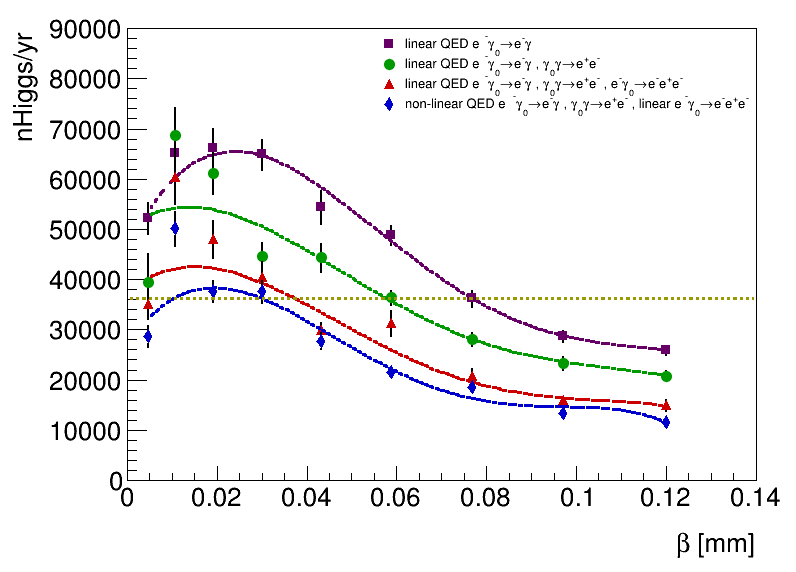 nHiggs/yr
90000
80000
70000
60000
50000
40000
30000
20000
10000
0
linear QED e⁻γ₀→e⁻γ
linear QED e⁻γ₀→e⁻γ , γ₀γ→e⁺e⁻
linear QED e⁻γ₀→e⁻γ , γ₀γ→e⁺e⁻ , e⁻γ₀→e⁻e⁺e⁻
non-linear QED e⁻γ₀→e⁻γ , γ₀γ→e⁺e⁻ , linear e⁻γ₀→e⁻e⁺e⁻
0 0.02 0.04 0.06 0.08 0.1 0.12 0.14
β [mm]